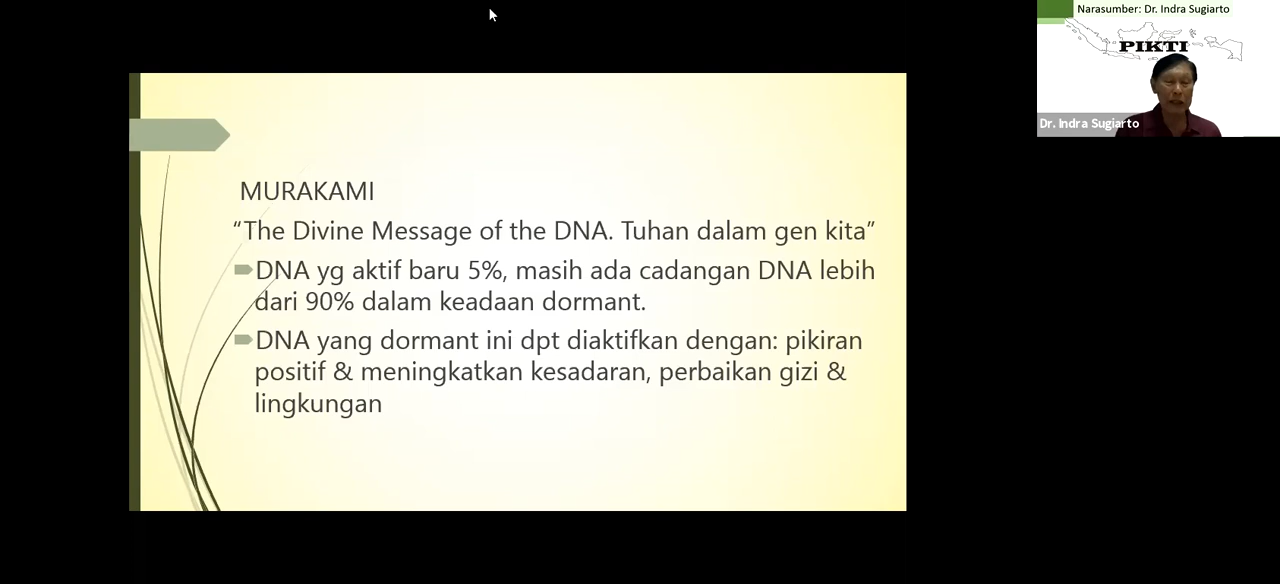 Narasumber: Dr. Indra Sugiarto
PIKTI
Dr. Indra Sugiarto
MURAKAMI
“The Divine Message of the DNA. Tuhan dalam gen kita”
DNA yg aktif baru 5%, masih ada cadangan DNA lebih
dari 90% dalam keadaan dormant.
DNA yang dormant ini dpt diaktifkan dengan: pikiran
positif & meningkatkan kesadaran, perbaikan gizi &
lingkungan